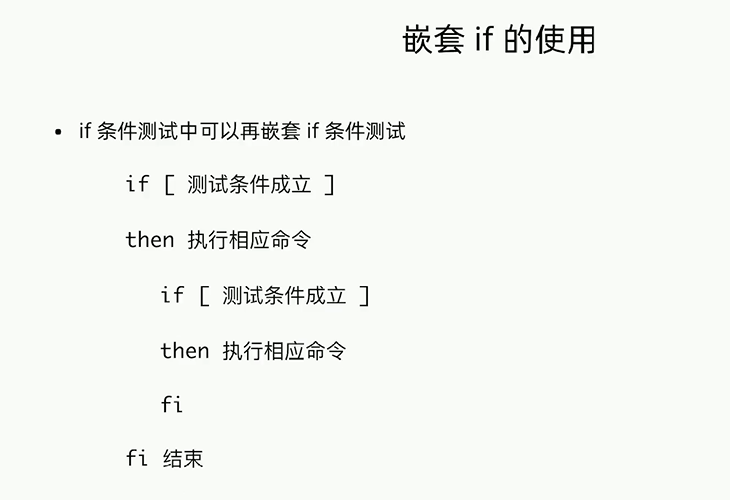 嵌套 if 的使用
• if 条件测试中可以再嵌套 if 条件测试
if [ 测试条件成立 ]
then 执行相应命令
if [ 测试条件成立 ]
then 执行相应命令
fi
fi 结束